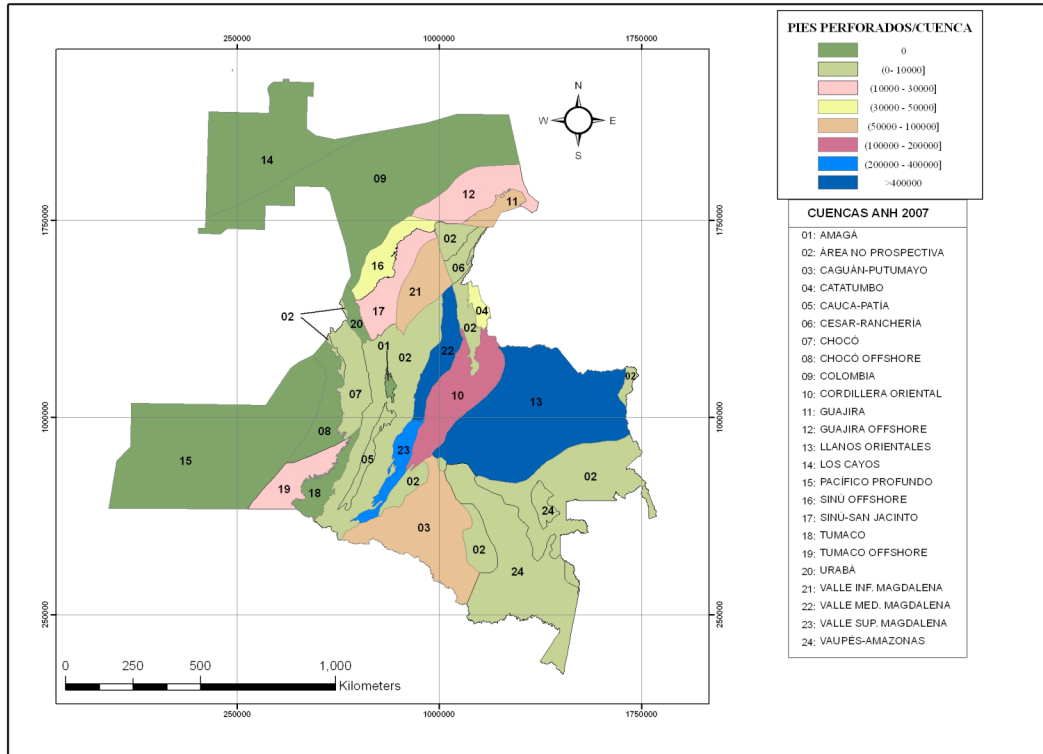 PIES PERFORADOS/CUENCA
0
(0- 10000]
(10000 - 30000]
(30000 - 50000]
(50000 - 100000]
(100000 - 200000]
(200000 - 400000]
>400000
CUENCAS ANH 2007
01: AMAGÁ
02: ÁREA NO PROSPECTIVA
03: CAGUÁN-PUTUMAYO
04: CATATUMBO
05: CAUCA-PATÍA
06: CESAR-RANCHERÍA
07: CHOCÓ
08: CHOCÓ OFFSHORE
09: COLOMBIA
10: CORDILLERA ORIENTAL
11: GUAJIRA
12: GUAJIRA OFFSHORE
13: LLANOS ORIENTALES
14: LOS CAYOS
15: PACÍFICO PROFUNDO
16: SINÚ OFFSHORE
17: SINÚ-SAN JACINTO
18: TUMACO
19: TUMACO OFFSHORE
20: URABÁ
21: VALLE INF. MAGDALENA
22: VALLE MED. MAGDALENA
23: VALLE SUP. MAGDALENA
24: VAUPÉS-AMAZONAS
250000 1000000 1750000
N
W E
S
14
09
12
11
1750000 1750000
02
16
06
21
17
04
02
20
02
01
02
22
02
07
10
13
1000000 1000000
08
23
15
05
02
02
19
18
24
03
02
24
250000 250000
0 250 500 1,000
Kilometers
250000 1000000 1750000